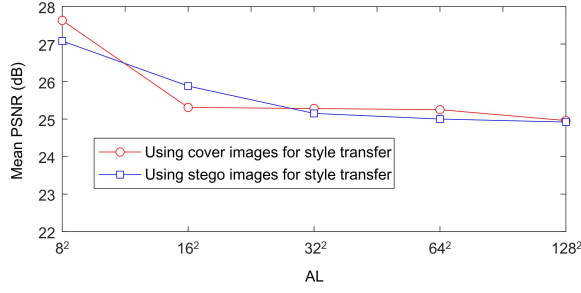 28
27
26
25
24
23
22
Mean PSNR (dB)
Using cover images for style transfer
Using stego images for style transfer
8² 16² 32² 64² 128²
AL